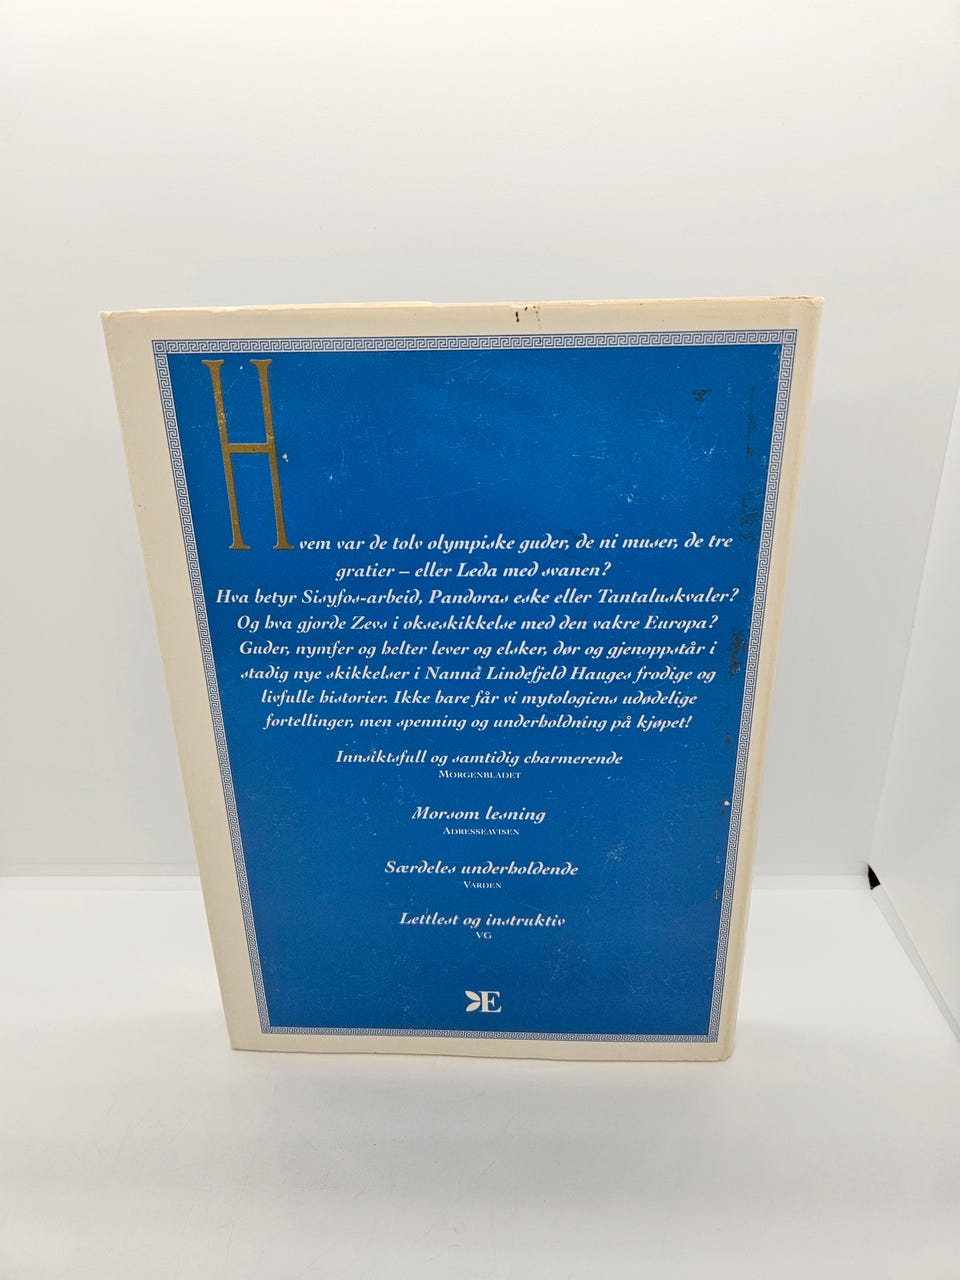 Hvem var de tolv olympiske guder, de ni muser, de tre
gratier – eller Leda med svanen?
Hva betyr Sisyfos-arbeid, Pandoras eske eller Tantaluskvaler?
Og hva gjorde Zevs i okseskikkelse med den vakre Europa?
Guder, nymfer og helter lever og elsker, dør og gjenoppstår i
stadig nye skikkelser i Nanna Lindefjeld Hauges frodige og
livfulle historier. Ikke bare får vi mytologiens udødelige
fortellinger, men spenning og underholdning på kjøpet!
Innsiktsfull og samtidig charmerende
MORGENBLADET
Morsom lesning
ADRESSEAVISEN
Særdeles underholdende
VARDEN
Lettlest og instruktiv
VG
E